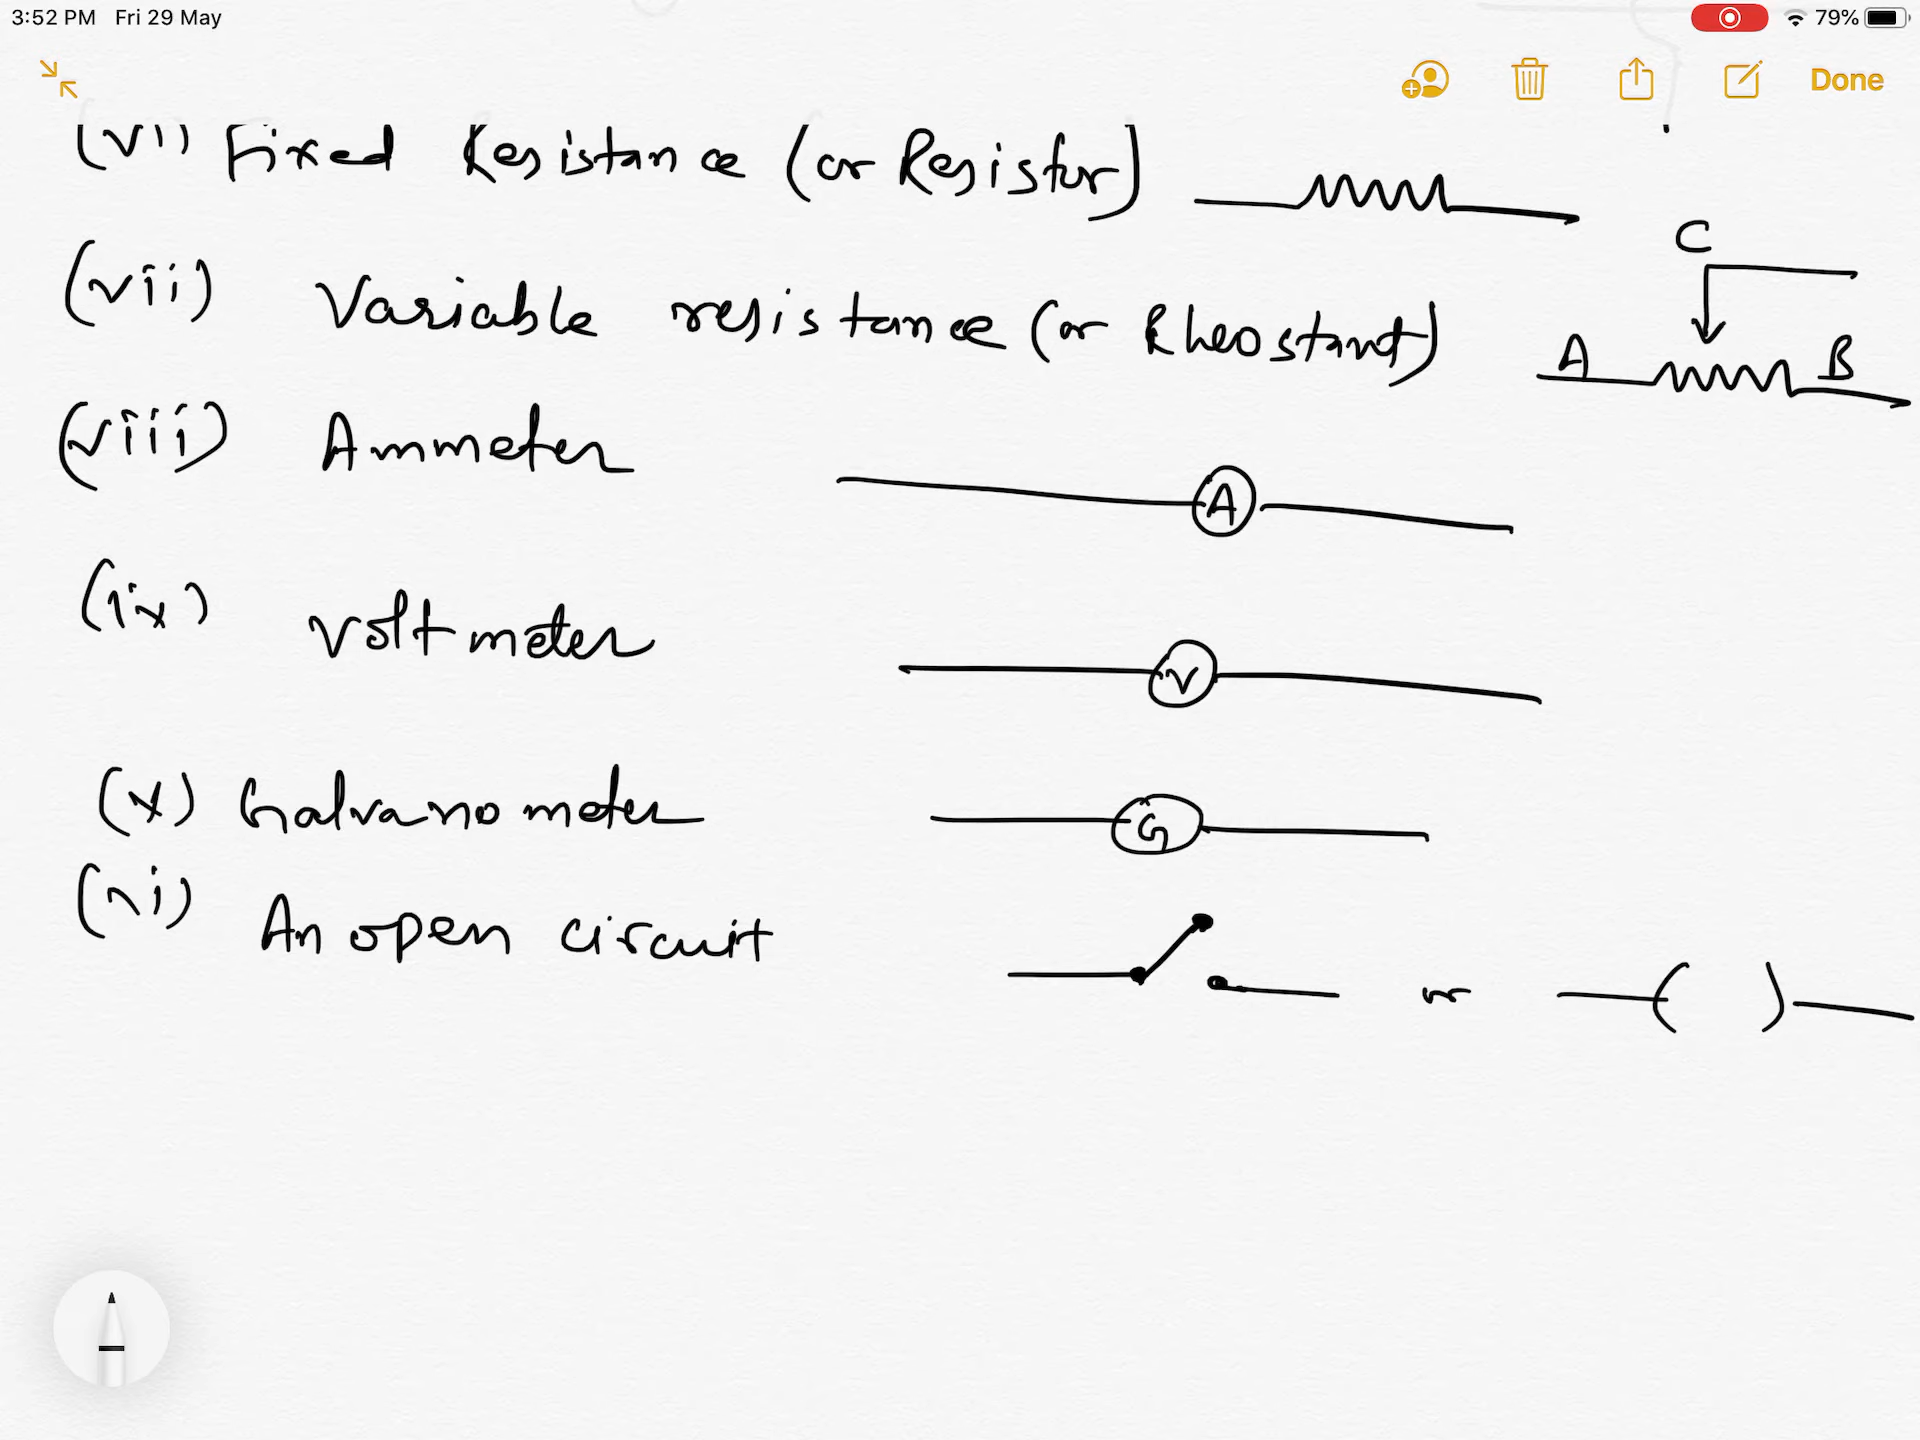 3:52 PM Fri 29 May 79%
Done
(vi) Fixed Resistance (or Resistor)
C
(vii) Variable resistance (or Rheostant) A B
(viii) Ammeter A
(ix) voltmeter V
(x) Galvanometer G
(xi) An open circuit or